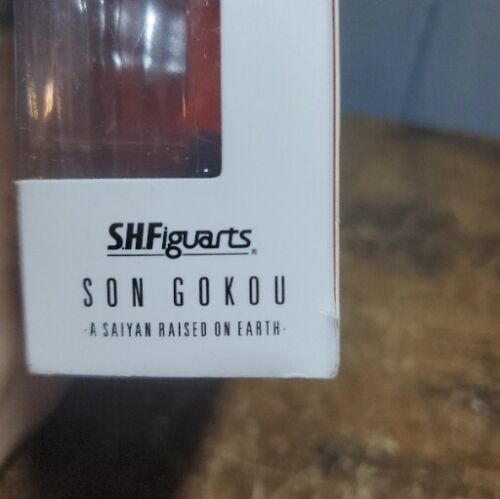 S.H.Figuarts®
SON GOKOU
-A SAIYAN RAISED ON EARTH-